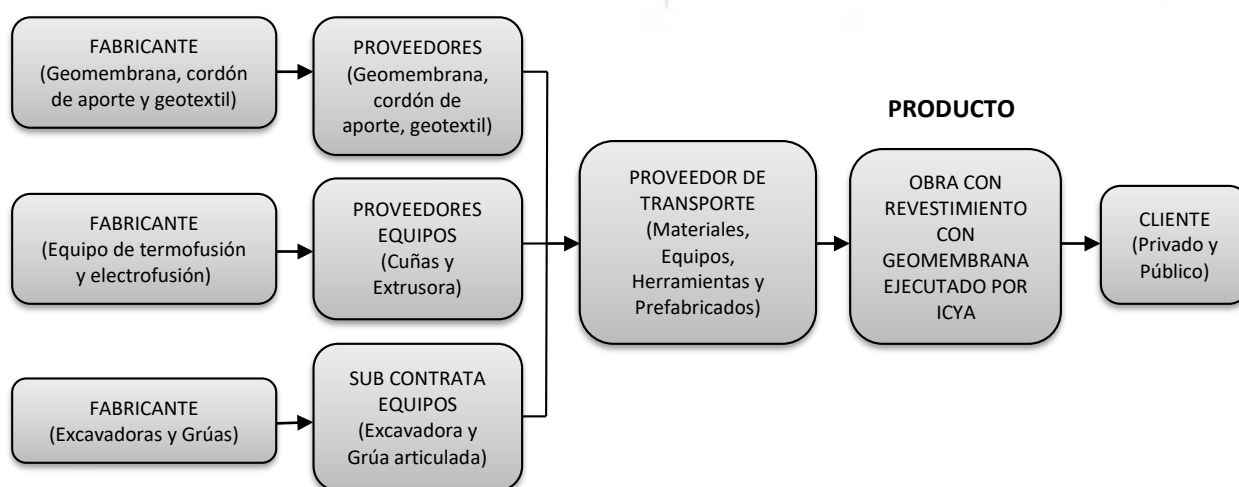 FABRICANTE
(Geomembrana, cordón
de aporte y geotextil)
PROVEEDORES
(Geomembrana,
cordón de
aporte, geotextil)
FABRICANTE
(Equipo de termofusión
y electrofusión)
PROVEEDORES
EQUIPOS
(Cuñas y
Extrusora)
FABRICANTE
(Excavadoras y Grúas)
SUB CONTRATA
EQUIPOS
(Excavadora y
Grúa articulada)
PROVEEDOR DE
TRANSPORTE
(Materiales,
Equipos,
Herramientas y
Prefabricados)
PRODUCTO
OBRA CON
REVESTIMIENTO
CON
GEOMEMBRANA
EJECUTADO POR
ICYA
CLIENTE
(Privado y
Público)